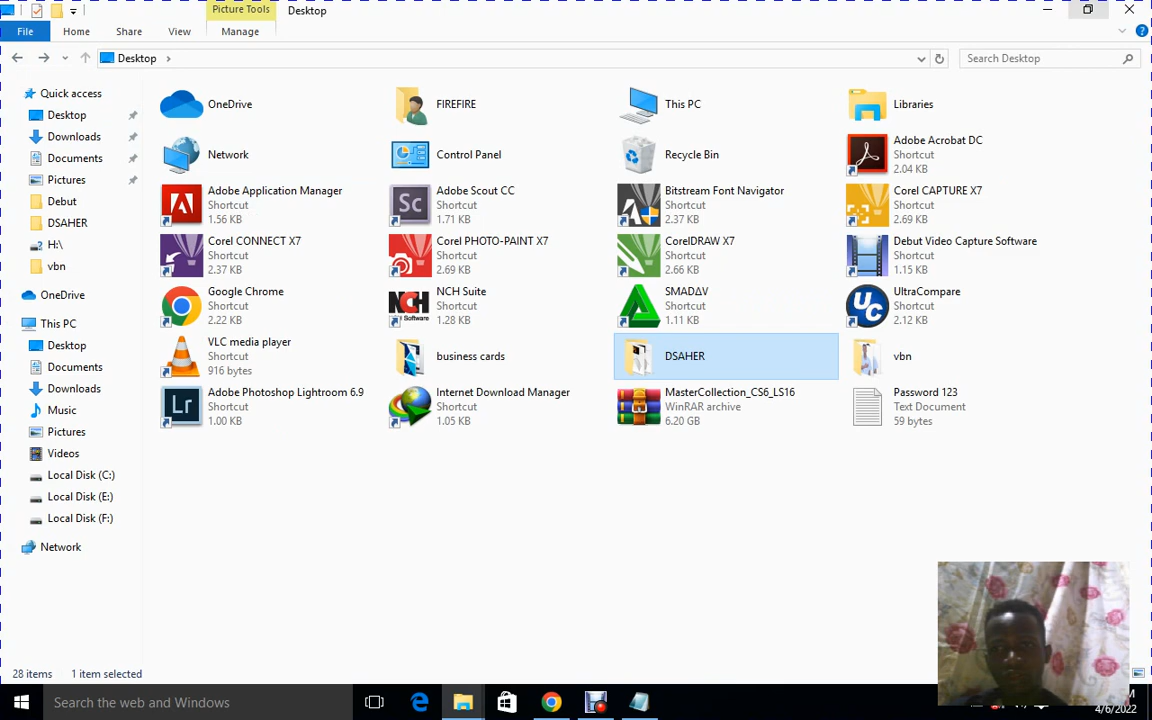 Picture Tools
Desktop
File
Home
Share
View
Manage
Desktop
Search Desktop
Quick access
Desktop
Downloads
Documents
Pictures
Debut
DSAHER
H:\
vbn
OneDrive
This PC
Desktop
Documents
Downloads
Music
Pictures
Videos
Local Disk (C:)
Local Disk (E:)
Local Disk (F:)
Network
OneDrive
FIREFIRE
This PC
Libraries
Network
Control Panel
Recycle Bin
Adobe Acrobat DC
Shortcut
2.04 KB
Adobe Application Manager
Shortcut
1.56 KB
Adobe Scout CC
Shortcut
1.71 KB
Bitstream Font Navigator
Shortcut
2.37 KB
Corel CAPTURE X7
Shortcut
2.69 KB
Corel CONNECT X7
Shortcut
2.37 KB
Corel PHOTO-PAINT X7
Shortcut
2.69 KB
CorelDRAW X7
Shortcut
2.66 KB
Debut Video Capture Software
Shortcut
1.15 KB
Google Chrome
Shortcut
2.22 KB
NCH Suite
Shortcut
1.28 KB
SMADΔV
Shortcut
1.11 KB
UltraCompare
Shortcut
2.12 KB
VLC media player
Shortcut
916 bytes
business cards
DSAHER
vbn
Adobe Photoshop Lightroom 6.9
Shortcut
1.00 KB
Internet Download Manager
Shortcut
1.05 KB
MasterCollection_CS6_LS16
WinRAR archive
6.20 GB
Password 123
Text Document
59 bytes
Sc
NCH
Software
UC
Lr
28 items
1 item selected
Search the web and Windows
4/6/2022